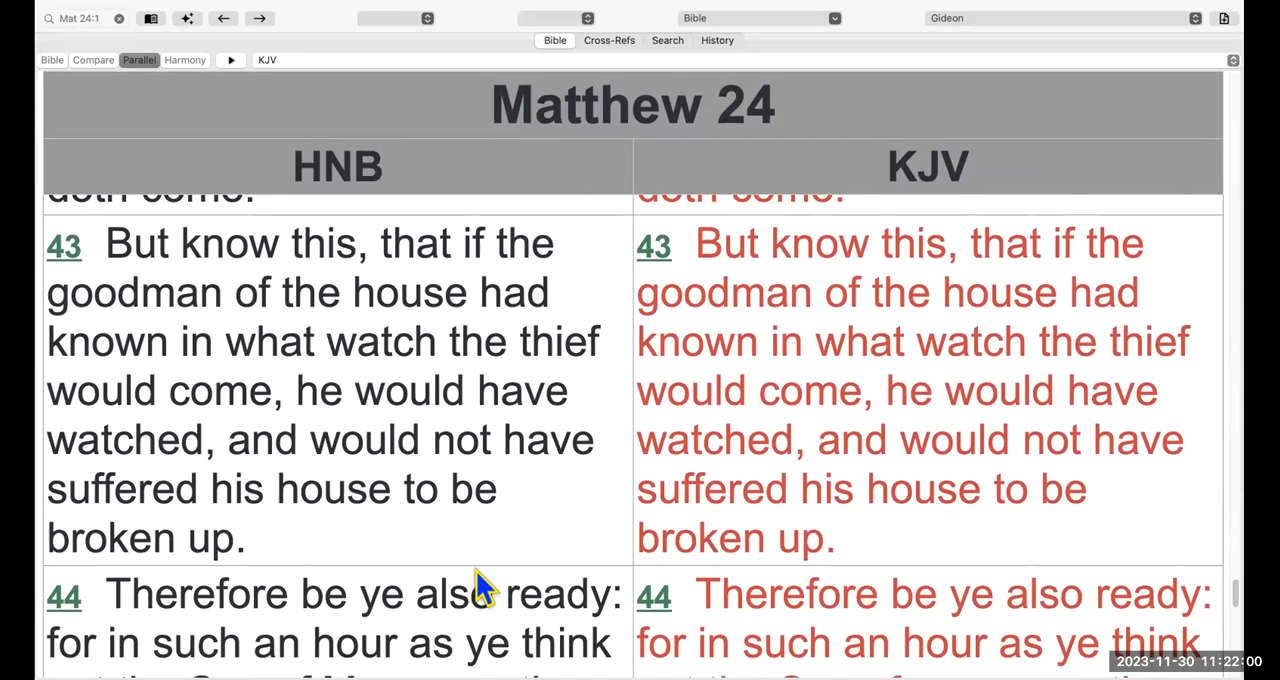 Mat 24:1 Bible Gideon
Bible Cross-Refs Search History
Bible Compare Parallel Harmony KJV
Matthew 24
HNB KJV
doth come.
43 But know this, that if the
goodman of the house had
known in what watch the thief
would come, he would have
watched, and would not have
suffered his house to be
broken up.
44 Therefore be ye also ready:
for in such an hour as ye think
doth come.
43 But know this, that if the
goodman of the house had
known in what watch the thief
would come, he would have
watched, and would not have
suffered his house to be
broken up.
44 Therefore be ye also ready:
for in such an hour as ye think
2023-11-30 11:22:00